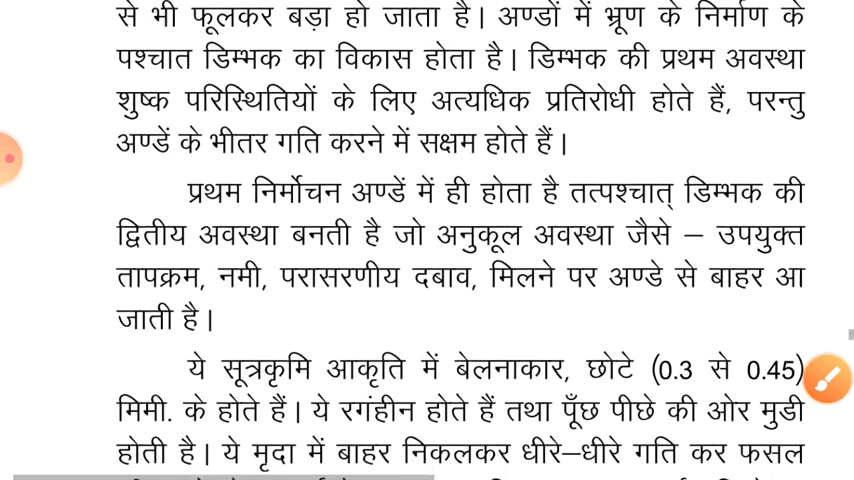 से भी फूलकर बड़ा हो जाता है। अण्डों में भ्रूण के निर्माण के
पश्चात डिम्भक का विकास होता है। डिम्भक की प्रथम अवस्था
शुष्क परिस्थितियों के लिए अत्यधिक प्रतिरोधी होते हैं, परन्तु
अण्डें के भीतर गति करने में सक्षम होते हैं।
प्रथम निर्मोचन अण्डें में ही होता है तत्पश्चात् डिम्भक की
द्वितीय अवस्था बनती है जो अनुकूल अवस्था जैसे – उपयुक्त
तापक्रम, नमी, परासरणीय दबाव, मिलने पर अण्डे से बाहर आ
जाती है।
ये सूत्रकृमि आकृति में बेलनाकार, छोटे (0.3 से 0.45)
मिमी. के होते हैं। ये रगंहीन होते हैं तथा पूँछ पीछे की ओर मुडी
होती है। ये मृदा में बाहर निकलकर धीरे–धीरे गति कर फसल